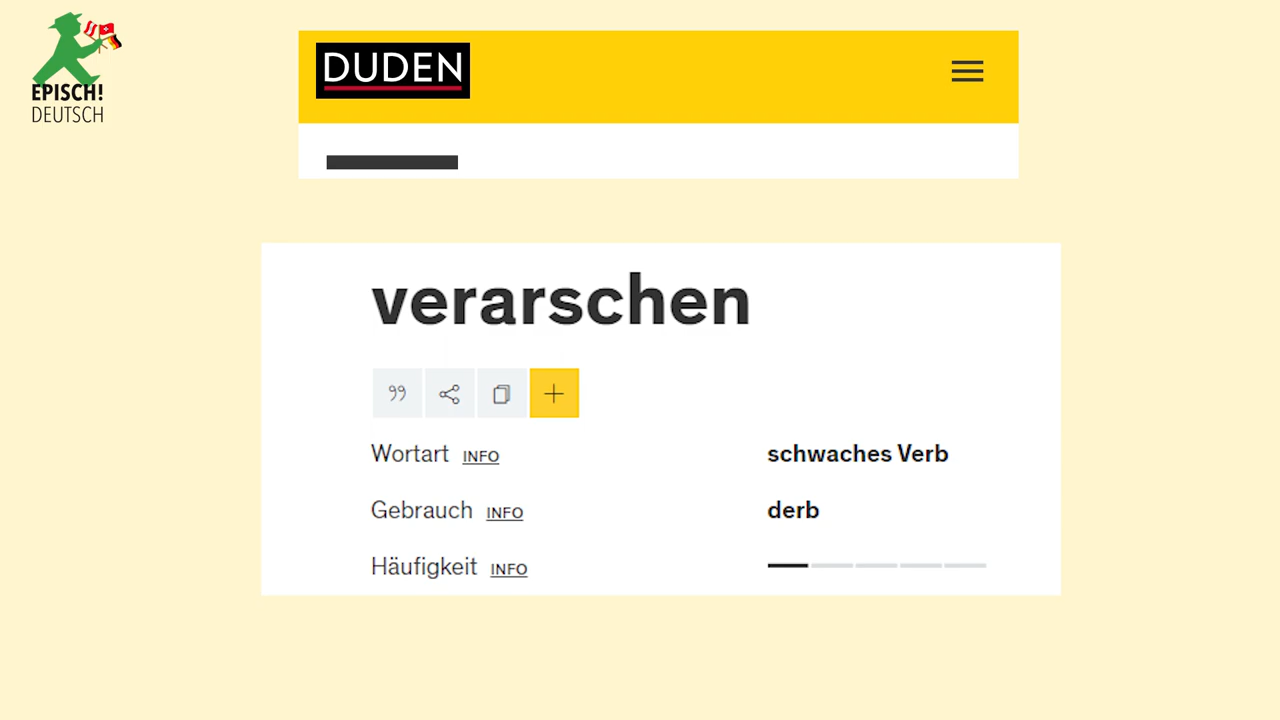 EPISCH!
DEUTSCH
DUDEN
verarschen
Wortart INFO schwaches Verb
Gebrauch INFO derb
Häufigkeit INFO